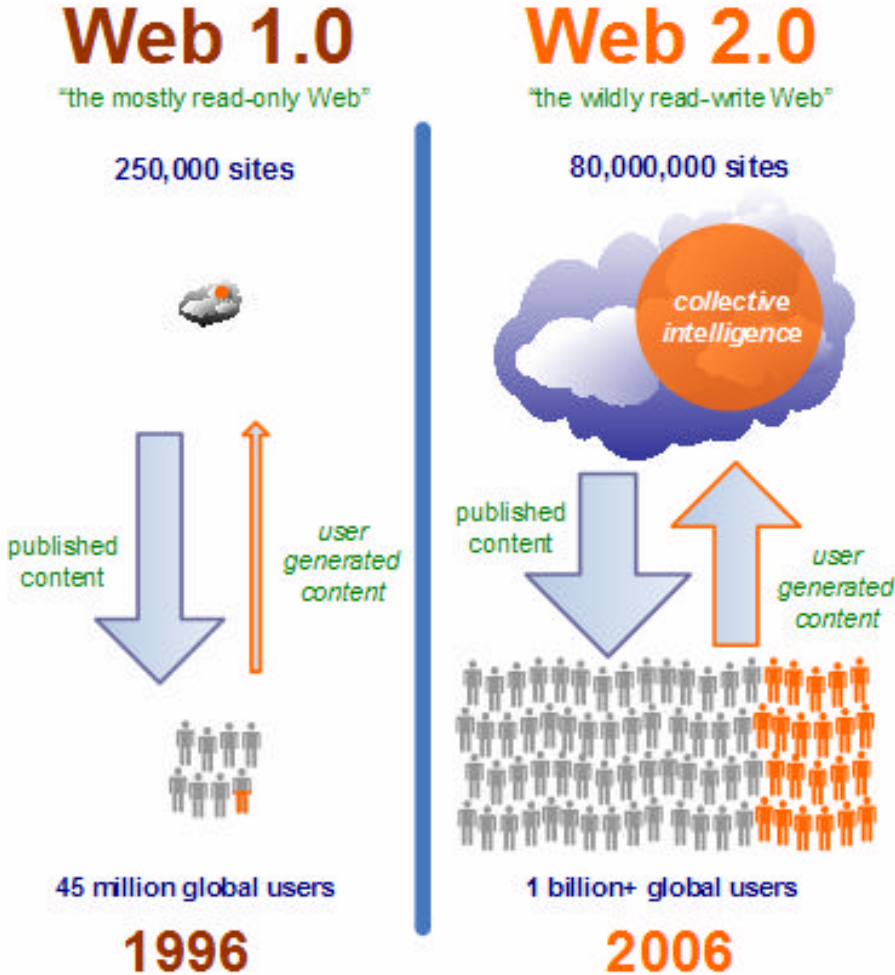 Web 1.0
“the mostly read-only Web”
250,000 sites
published
content
user
generated
content
45 million global users
1996
Web 2.0
“the wildly read-write Web”
80,000,000 sites
collective
intelligence
published
content
user
generated
content
1 billion+ global users
2006